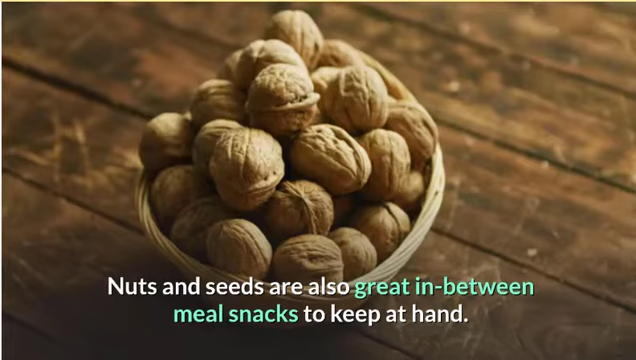 Nuts and seeds are also great in-between
meal snacks to keep at hand.